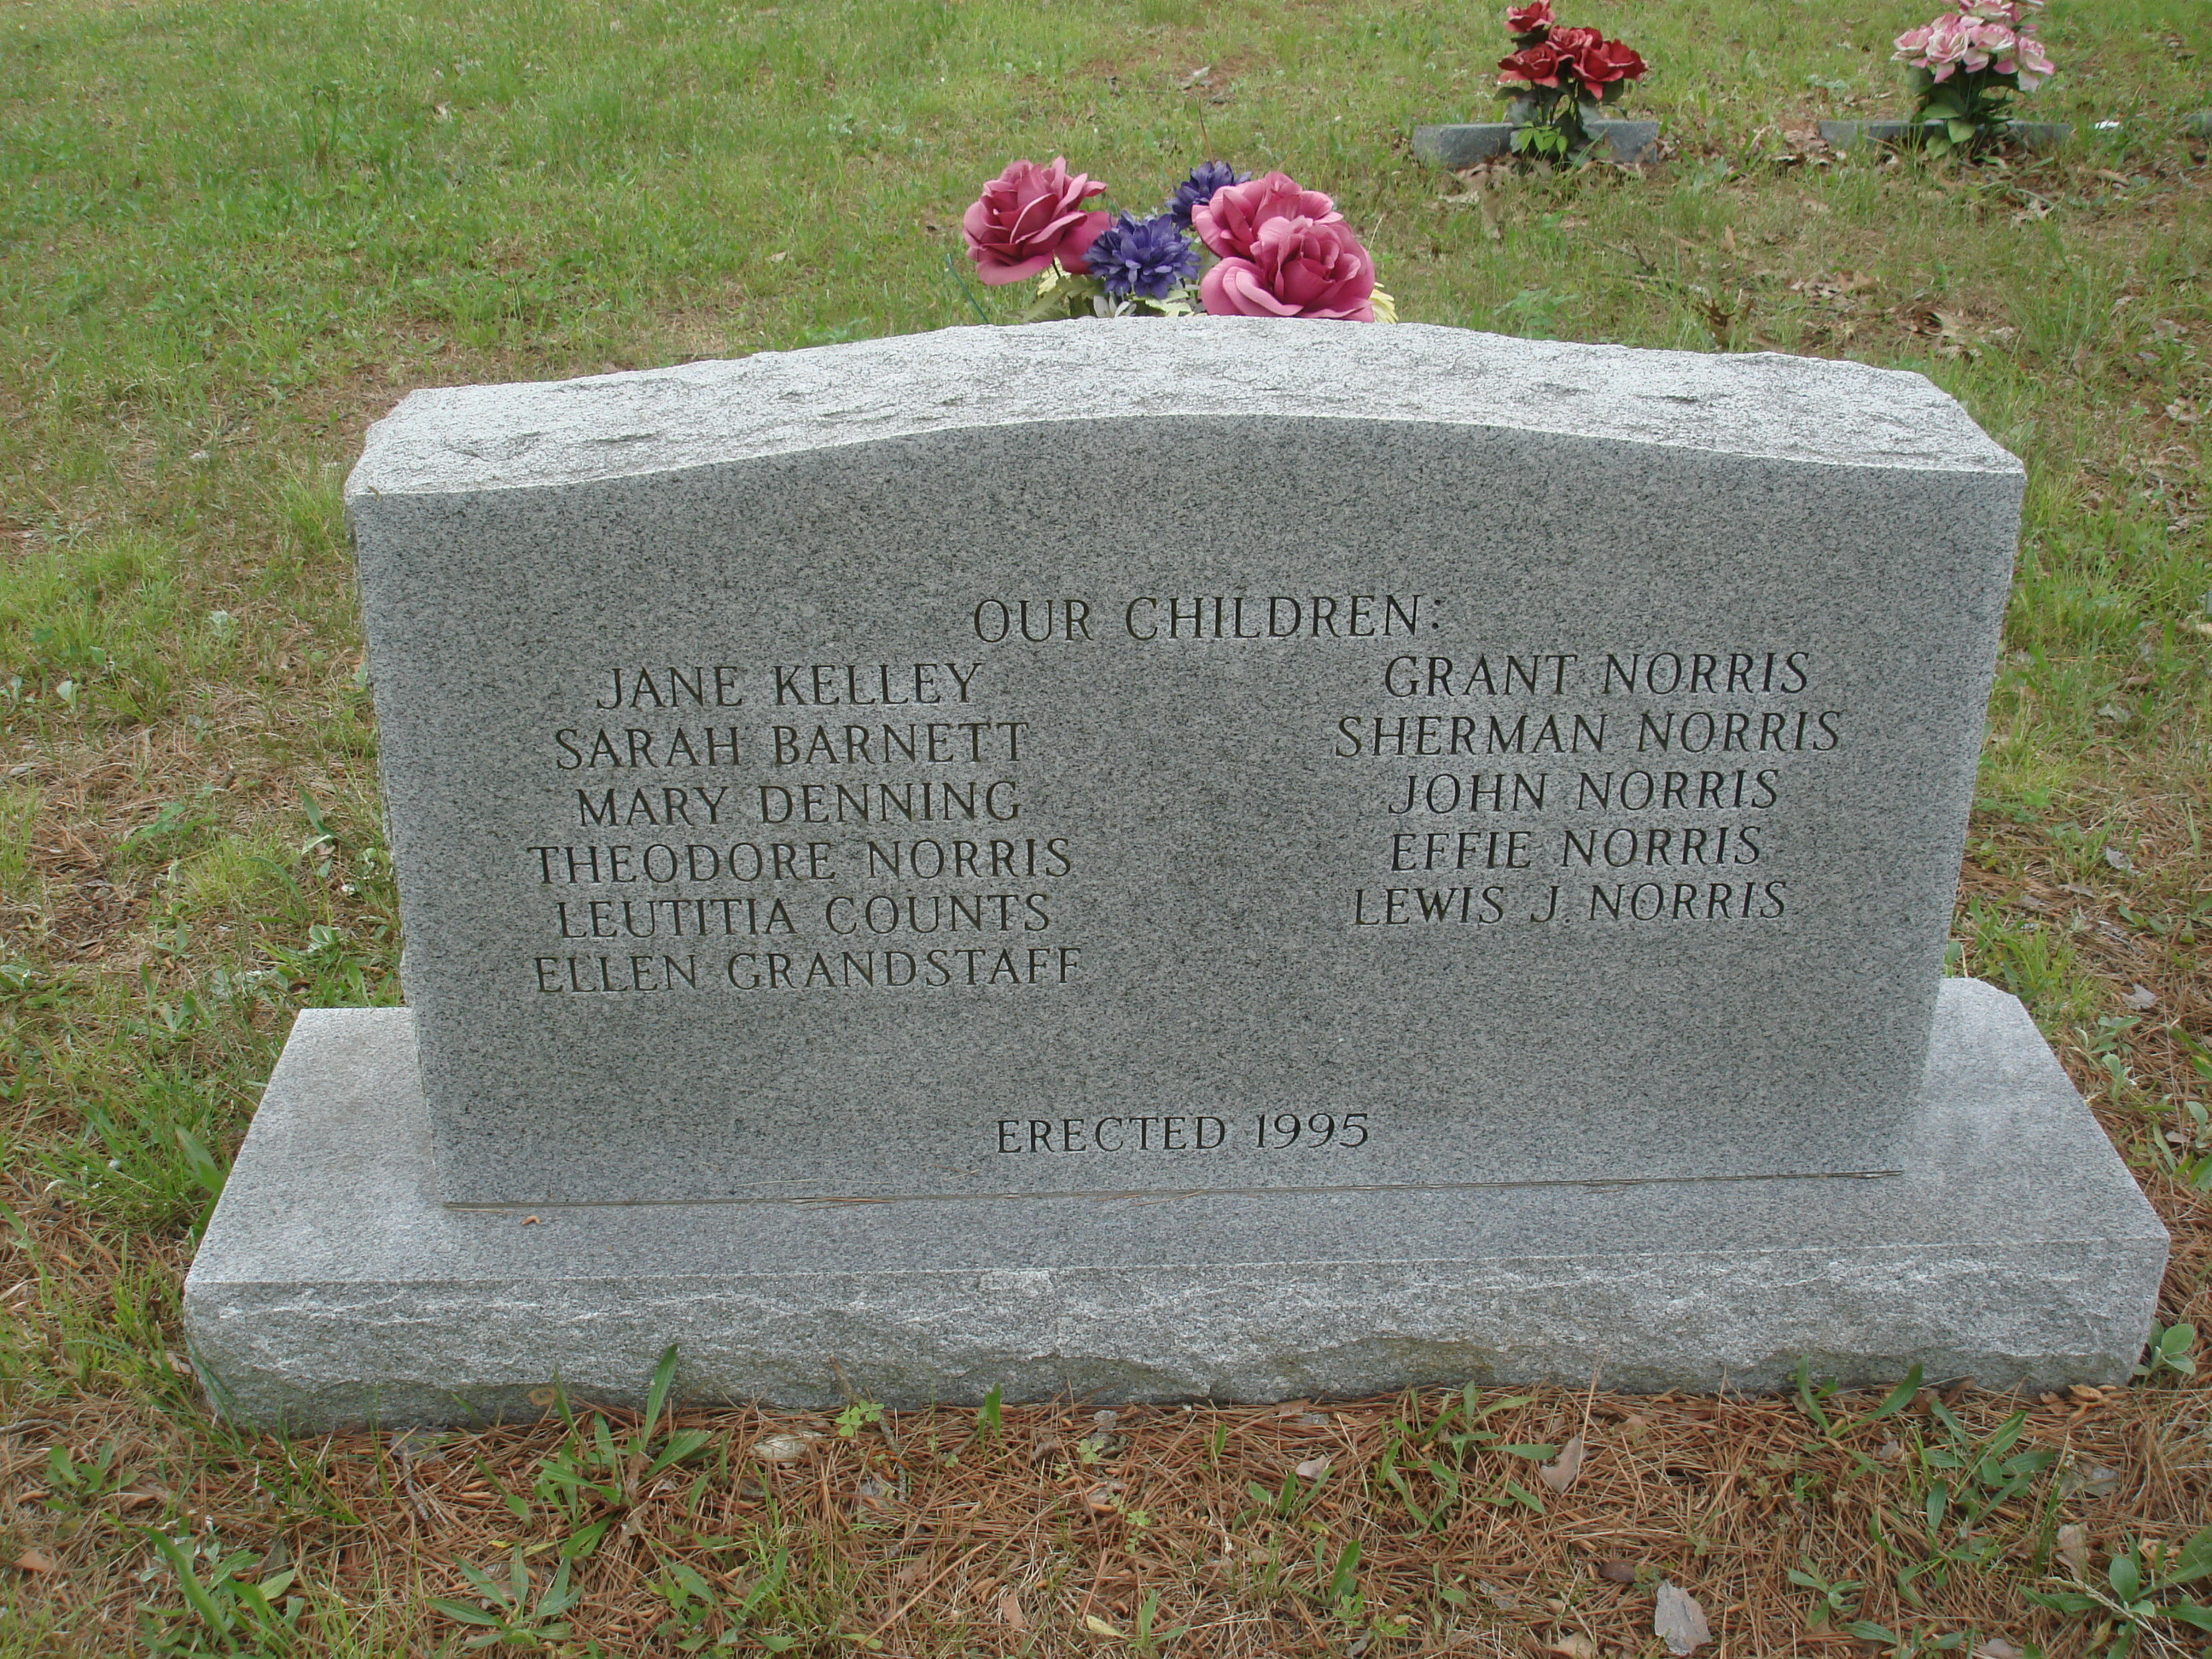 OUR CHILDREN:
JANE KELLEY
SARAH BARNETT
MARY DENNING
THEODORE NORRIS
LEUTITIA COUNTS
ELLEN GRANDSTAFF
GRANT NORRIS
SHERMAN NORRIS
JOHN NORRIS
EFFIE NORRIS
LEWIS J. NORRIS
ERECTED 1995